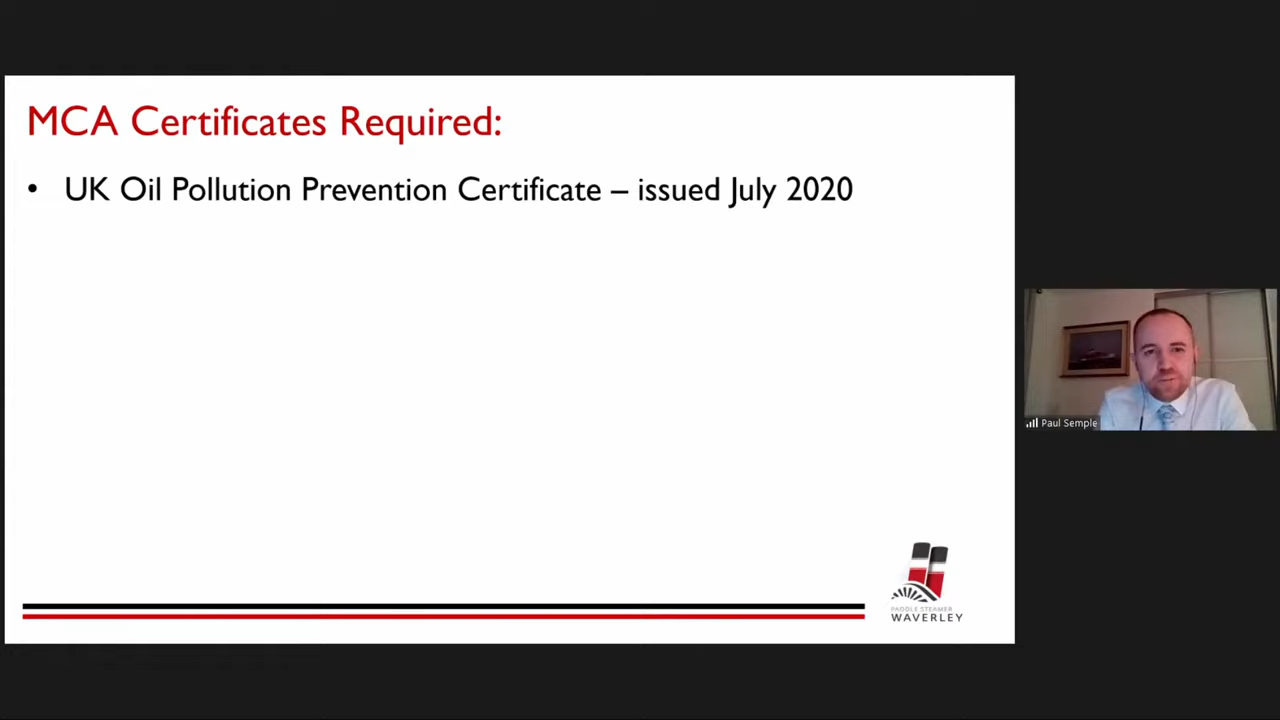 MCA Certificates Required:
• UK Oil Pollution Prevention Certificate – issued July 2020
Paul Semple
PADDLE STEAMER
WAVERLEY